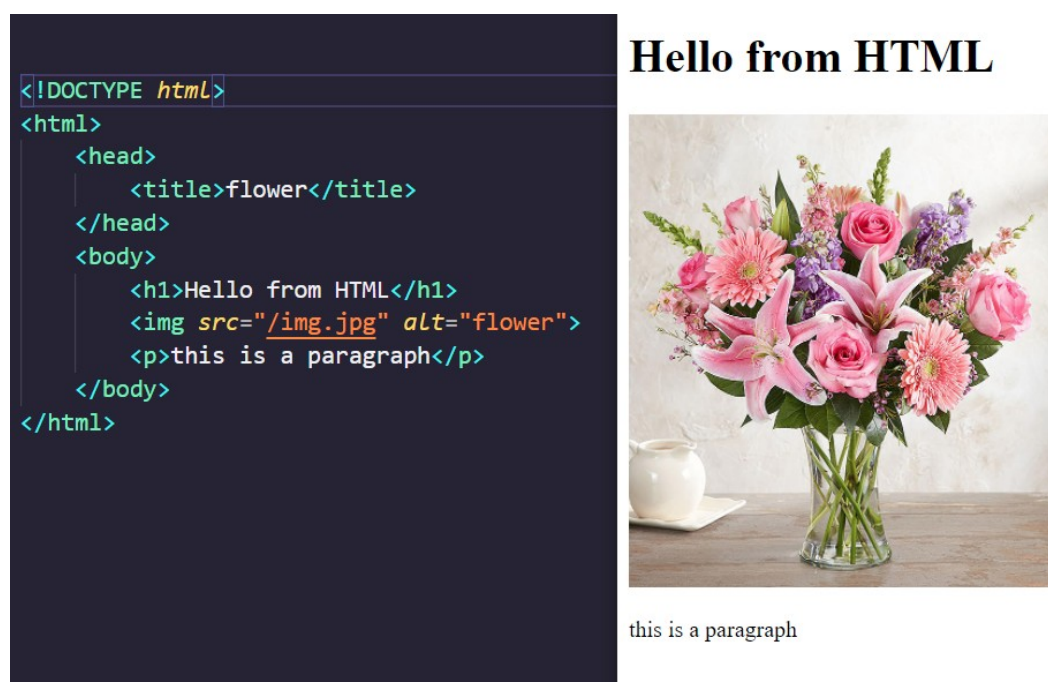 <!DOCTYPE html>
<html>
    <head>
        <title>flower</title>
    </head>
    <body>
        <h1>Hello from HTML</h1>
        <img src="/img.jpg" alt="flower">
        <p>this is a paragraph</p>
    </body>
</html>
Hello from HTML
this is a paragraph